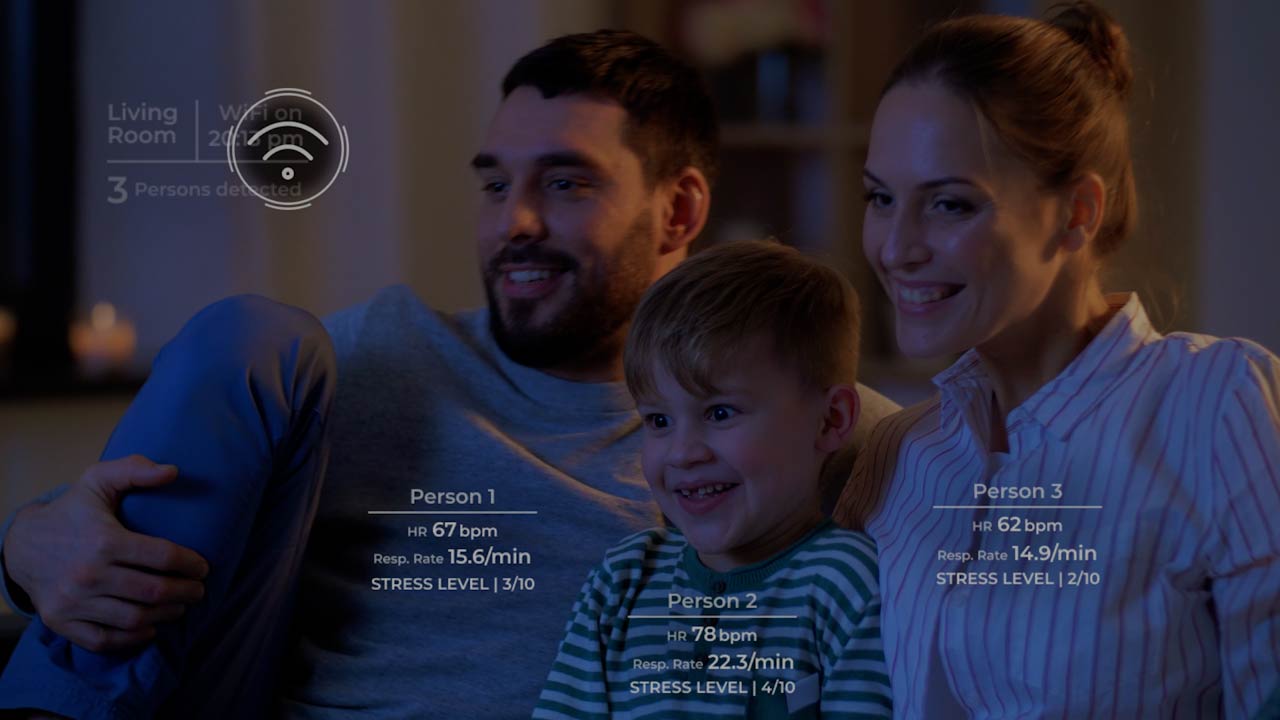 Living
Room
WiFi on
20:13 pm
3 Persons detected
Person 1
HR 67 bpm
Resp. Rate 15.6/min
STRESS LEVEL | 3/10
Person 2
HR 78 bpm
Resp. Rate 22.3/min
STRESS LEVEL | 4/10
Person 3
HR 62 bpm
Resp. Rate 14.9/min
STRESS LEVEL | 2/10